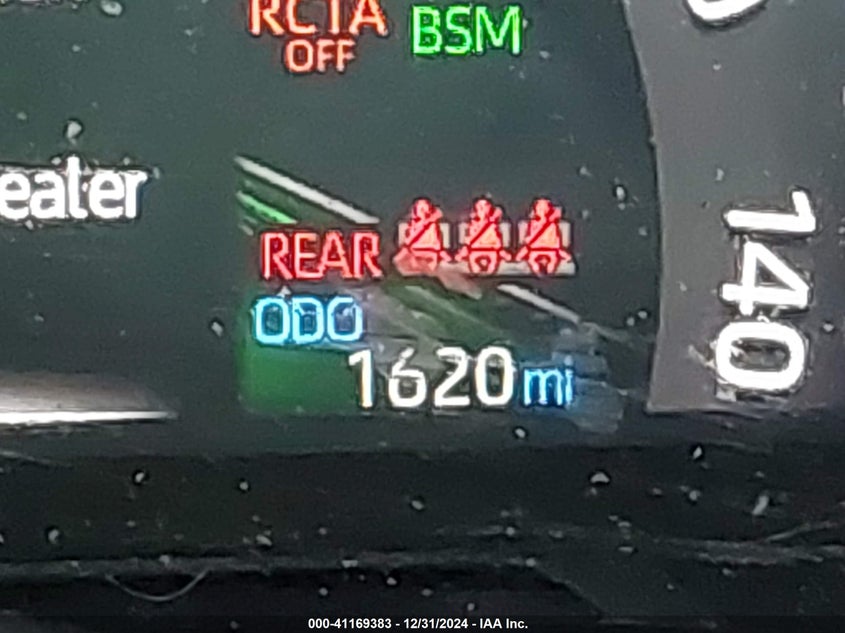 RCTA BSM
OFF
eater
REAR
ODO
1620 mi
140
000-41169383 - 12/31/2024 - IAA Inc.